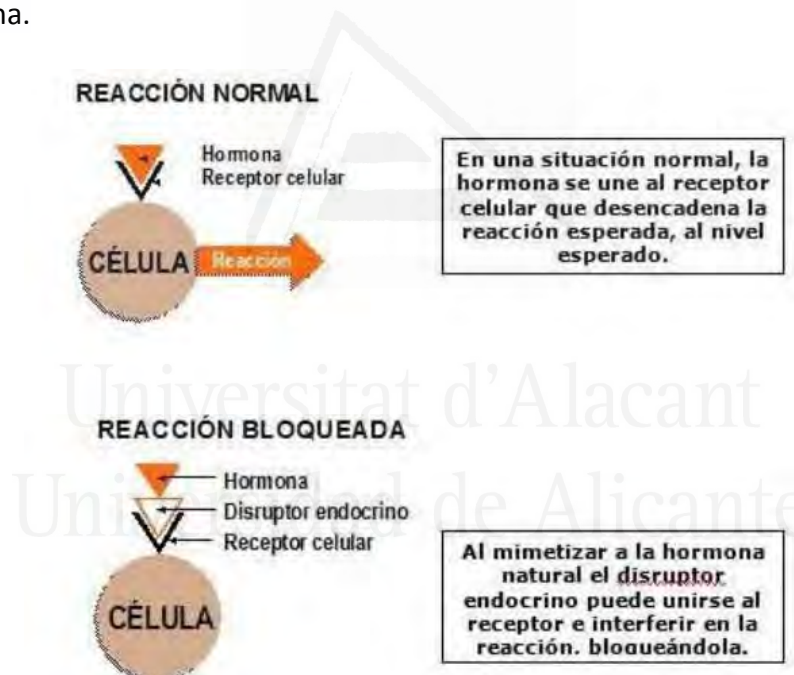 na.
REACCIÓN NORMAL
Hormona
Receptor celular
CÉLULA
Reacción
En una situación normal, la
hormona se une al receptor
celular que desencadena la
reacción esperada, al nivel
esperado.
Universitat d'Alacant
Universidad de Alicante
REACCIÓN BLOQUEADA
Hormona
Disruptor endocrino
Receptor celular
CÉLULA
Al mimetizar a la hormona
natural el disruptor
endocrino puede unirse al
receptor e interferir en la
reacción. bloqueándola.